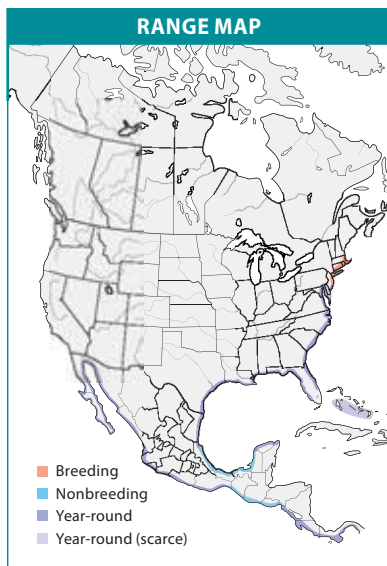 RANGE MAP
Breeding
Nonbreeding
Year-round
Year-round (scarce)